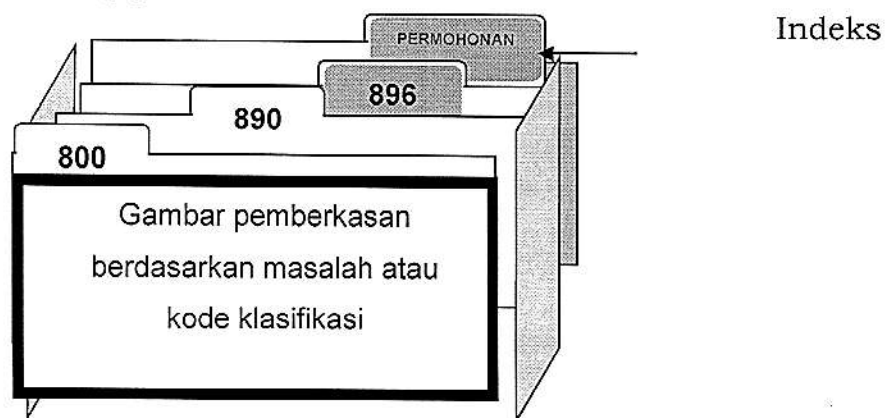 PERMOHONAN
Indeks
896
890
800
Gambar pemberkasan
berdasarkan masalah atau
kode klasifikasi